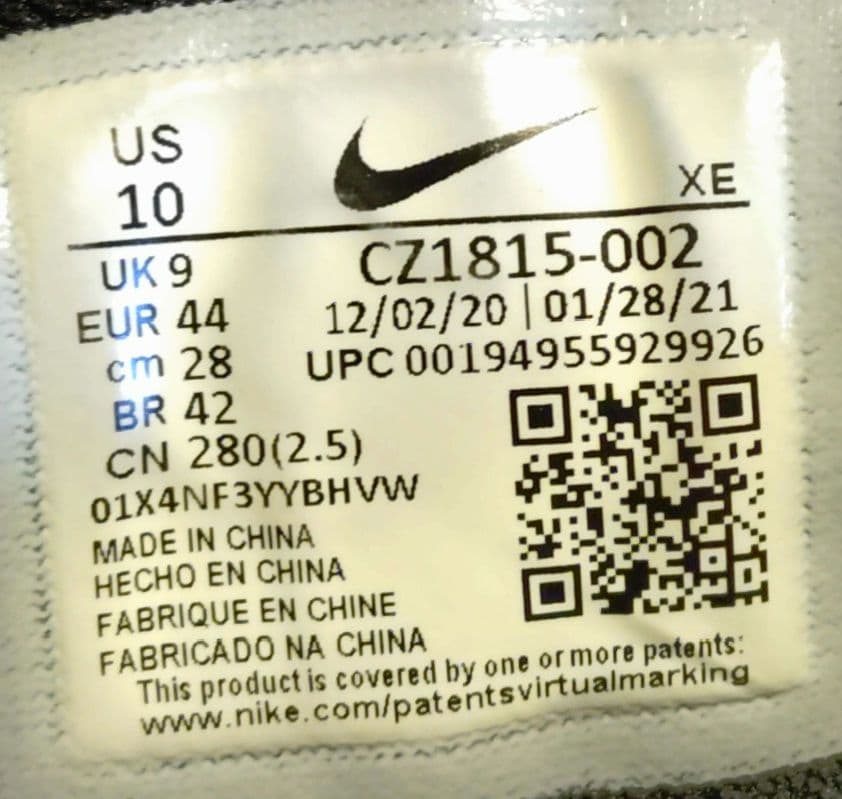 US
10
XE
UK 9
EUR 44
cm 28
BR 42
CN 280(2.5)
CZ1815-002
12/02/20 | 01/28/21
UPC 00194955929926
01X4NF3YYBHVW
MADE IN CHINA
HECHO EN CHINA
FABRIQUE EN CHINE
FABRICADO NA CHINA
This product is covered by one or more patents:
www.nike.com/patentsvirtualmarking